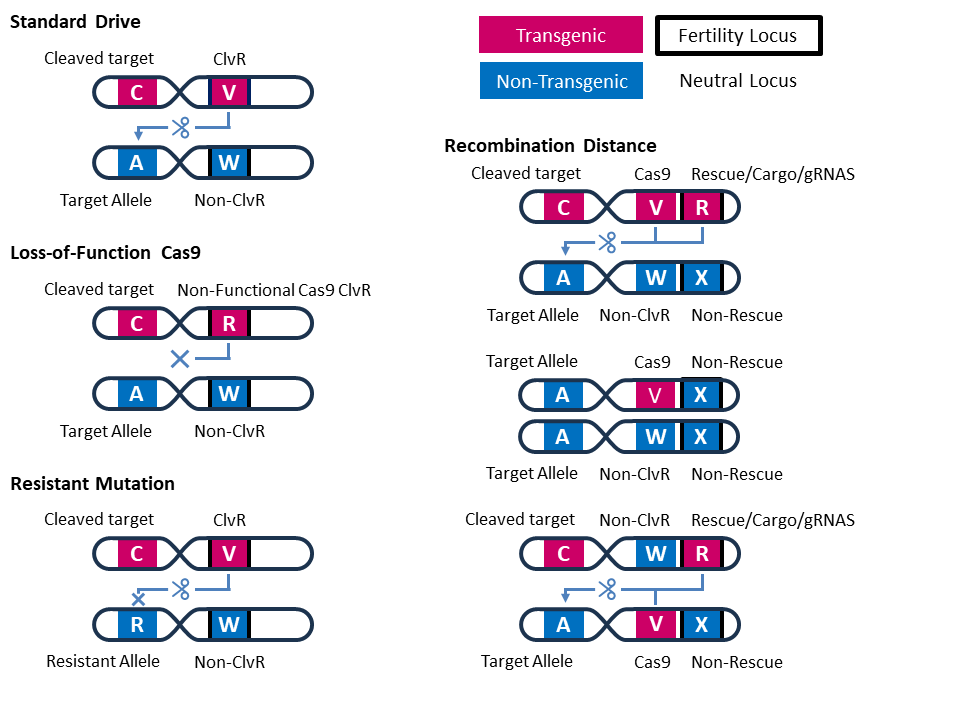 Standard Drive
Cleaved target ClvR
C V
A W
Target Allele Non-ClvR
Loss-of-Function Cas9
Cleaved target Non-Functional Cas9 ClvR
C R
A W
Target Allele Non-ClvR
Resistant Mutation
Cleaved target ClvR
C V
R W
Resistant Allele Non-ClvR
Transgenic Fertility Locus
Non-Transgenic Neutral Locus
Recombination Distance
Cleaved target Cas9 Rescue/Cargo/gRNAS
C V R
A W X
Target Allele Non-ClvR Non-Rescue
Target Allele Cas9 Non-Rescue
A V X
A W X
Target Allele Non-ClvR Non-Rescue
Cleaved target Non-ClvR Rescue/Cargo/gRNAS
C W R
A V X
Target Allele Cas9 Non-Rescue